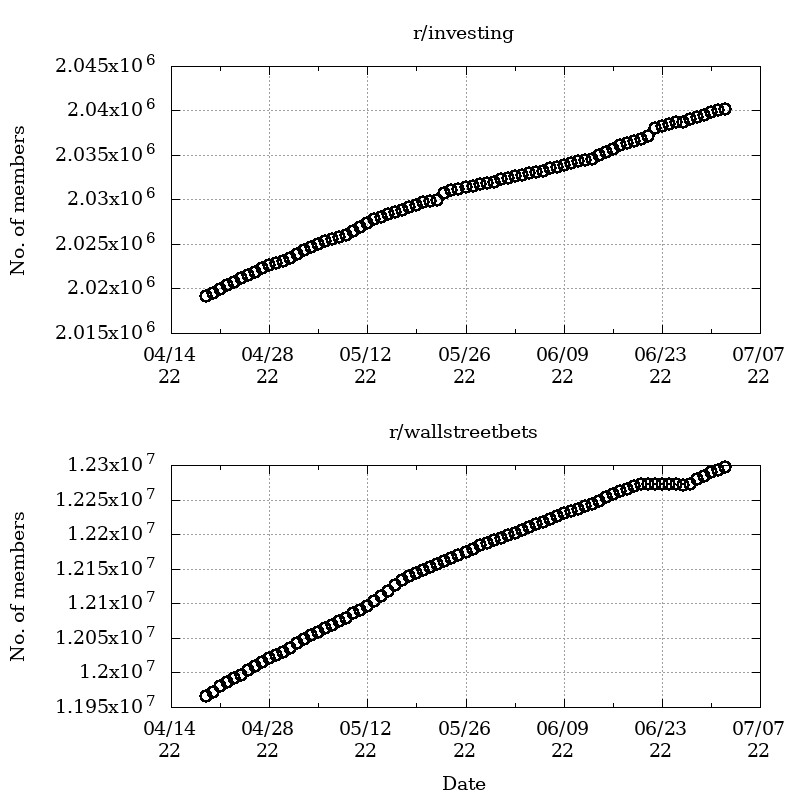 r/investing
2.045x10^6
2.04x10^6
2.035x10^6
2.03x10^6
2.025x10^6
2.02x10^6
2.015x10^6
No. of members
04/14 04/28 05/12 05/26 06/09 06/23 07/07
22 22 22 22 22 22 22
r/wallstreetbets
1.23x10^7
1.225x10^7
1.22x10^7
1.215x10^7
1.21x10^7
1.205x10^7
1.2x10^7
1.195x10^7
No. of members
04/14 04/28 05/12 05/26 06/09 06/23 07/07
22 22 22 22 22 22 22
Date